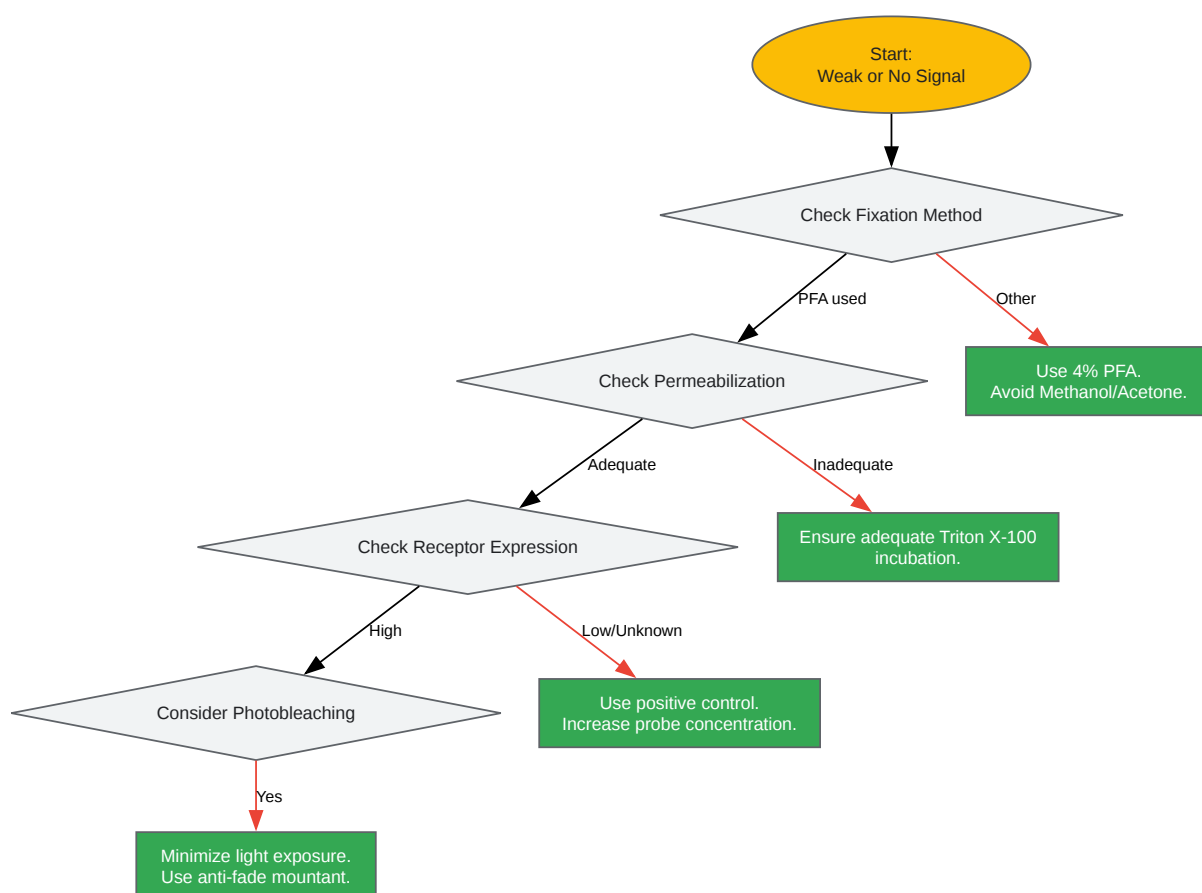 Start:
Weak or No Signal
Check Fixation Method
PFA used
Other
Use 4% PFA.
Avoid Methanol/Acetone.
Check Permeabilization
Adequate
Inadequate
Ensure adequate Triton X-100
incubation.
Check Receptor Expression
High
Low/Unknown
Use positive control.
Increase probe concentration.
Consider Photobleaching
Yes
Minimize light exposure.
Use anti-fade mountant.